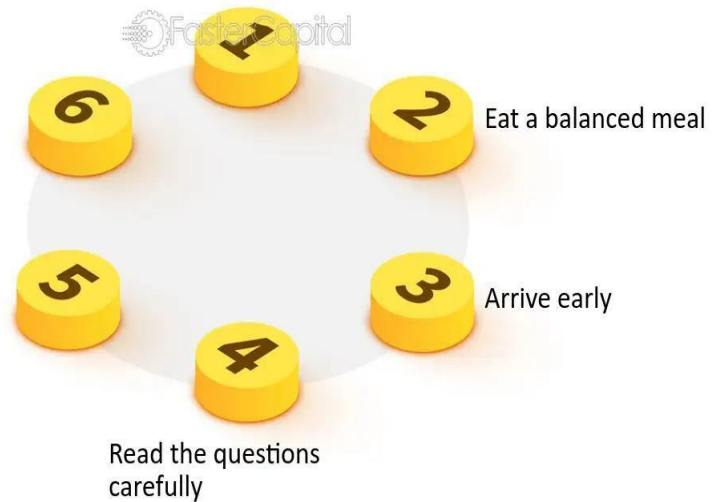 FasterCapital
1
6
2
Eat a balanced meal
5
3
Arrive early
4
Read the questions
carefully